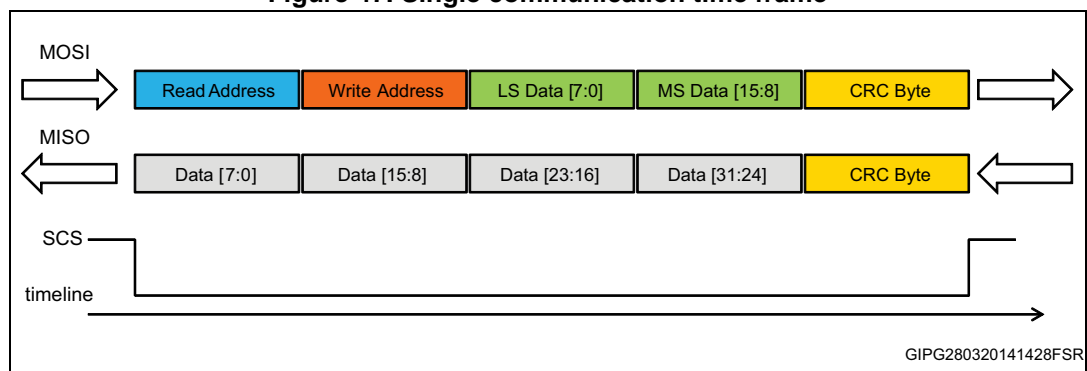 MOSI
Read Address Write Address LS Data [7:0] MS Data [15:8] CRC Byte
MISO
Data [7:0] Data [15:8] Data [23:16] Data [31:24] CRC Byte
SCS
timeline
GIPG280320141428FSR